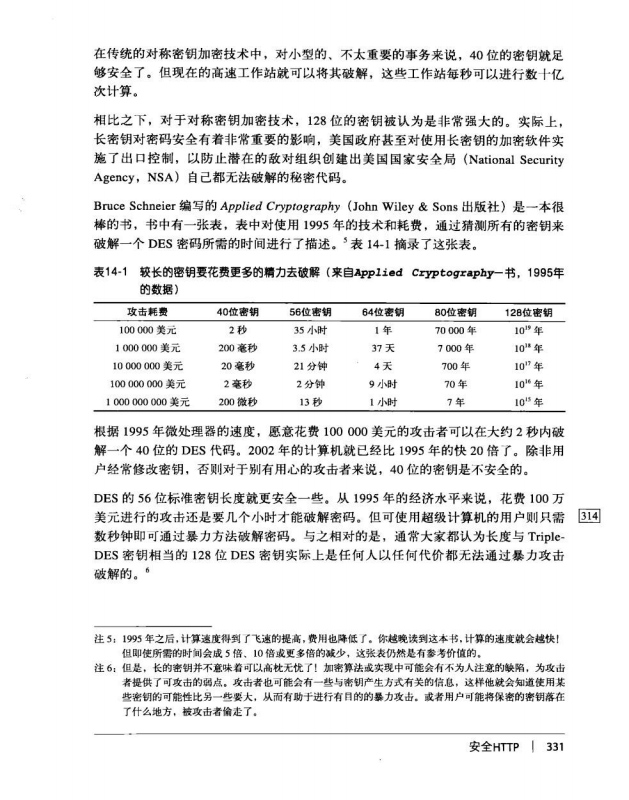 在传统的对称密钥加密技术中，对小型的、不太重要的事务来说，40 位的密钥就足
够安全了。但现在的高速工作站就可以将其破解，这些工作站每秒可以进行数十亿
次计算。
相比之下，对于对称密钥加密技术，128 位的密钥被认为是非常强大的。实际上，
长密钥对密码安全有着非常重要的影响，美国政府甚至对使用长密钥的加密软件实
施了出口控制，以防止潜在的敌对组织创建出美国国家安全局（National Security
Agency，NSA）自己都无法破解的秘密代码。
Bruce Schneier 编写的 Applied Cryptography（John Wiley & Sons 出版社）是一本很
棒的书，书中有一张表，表中对使用 1995 年的技术和耗费，通过猜测所有的密钥来
破解一个 DES 密码所需的时间进行了描述。⁵ 表 14-1 摘录了这张表。
表14-1 较长的密钥要花费更多的精力去破解（来自Applied Cryptography一书，1995年
的数据）
攻击耗费 40位密钥 56位密钥 64位密钥 80位密钥 128位密钥
100 000 美元 2 秒 35 小时 1 年 70 000 年 10¹⁹ 年
1 000 000 美元 200 毫秒 3.5 小时 37 天 7 000 年 10¹⁸ 年
10 000 000 美元 20 毫秒 21 分钟 4 天 700 年 10¹⁷ 年
100 000 000 美元 2 毫秒 2 分钟 9 小时 70 年 10¹⁶ 年
1 000 000 000 美元 200 微秒 13 秒 1 小时 7 年 10¹⁵ 年
根据 1995 年微处理器的速度，愿意花费 100 000 美元的攻击者可以在大约 2 秒内破
解一个 40 位的 DES 代码。2002 年的计算机就已经比 1995 年的快 20 倍了。除非用
户经常修改密钥，否则对于别有用心的攻击者来说，40 位的密钥是不安全的。
DES 的 56 位标准密钥长度就更安全一些。从 1995 年的经济水平来说，花费 100 万
美元进行的攻击还是要几个小时才能破解密码。但可使用超级计算机的用户则只需
314
数秒钟即可通过暴力方法破解密码。与之相对的是，通常大家都认为长度与 Triple-
DES 密钥相当的 128 位 DES 密钥实际上是任何人以任何代价都无法通过暴力攻击
破解的。⁶
注 5：1995 年之后，计算速度得到了飞速的提高，费用也降低了。你越晚读到这本书，计算的速度就会越快！
但即使所需的时间会成 5 倍、10 倍或更多倍的减少，这张表仍然是有参考价值的。
注 6：但是，长的密钥并不意味着可以高枕无忧了！加密算法或实现中可能会有不为人注意的缺陷，为攻击
者提供了可攻击的弱点。攻击者也可能会有一些与密钥产生方式有关的信息，这样他就会知道使用某
些密钥的可能性比另一些要大，从而有助于进行有目的的暴力攻击。或者用户可能将保密的密钥落在
了什么地方，被攻击者偷走了。
安全HTTP | 331